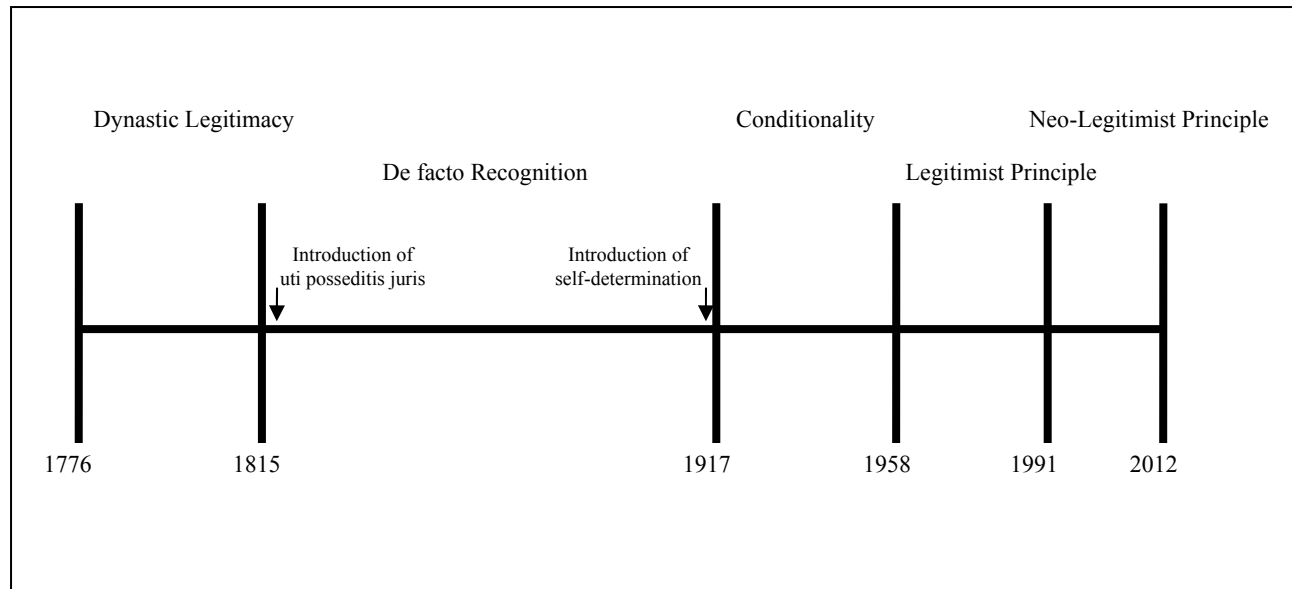 Dynastic Legitimacy
Conditionality
Neo-Legitimist Principle
De facto Recognition
Legitimist Principle
Introduction of
uti posseditis juris
Introduction of
self-determination
1776
1815
1917
1958
1991
2012